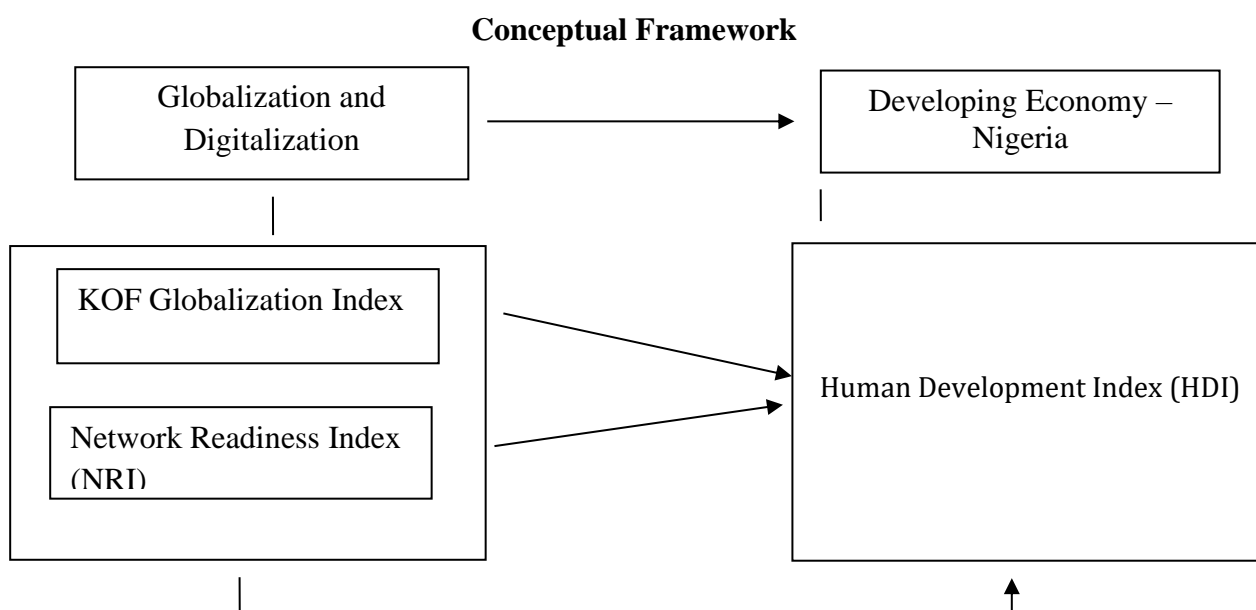 Conceptual Framework
Globalization and
Digitalization
Developing Economy –
Nigeria
KOF Globalization Index
Network Readiness Index
(NRI)
Human Development Index (HDI)